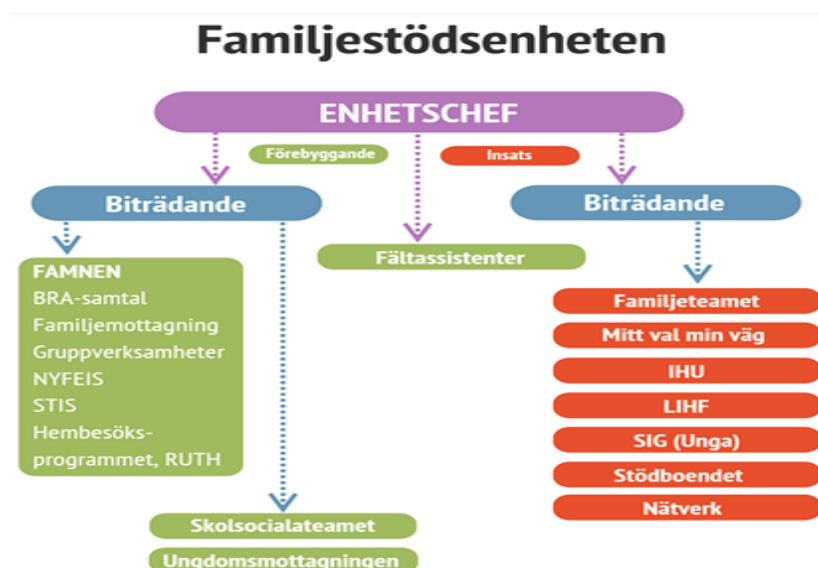 Familjestödsenheten
ENHETSCHEF
Förebyggande
Insats
Biträdande
Biträdande
FAMNEN
BRA-samtal
Familjemottagning
Gruppverksamheter
NYFEIS
STIS
Hembesöks-
programmet, RUTH
Fältassistenter
Familjeteamet
Mitt val min väg
IHU
LIHF
SIG (Unga)
Stödboendet
Nätverk
Skolsocialateamet
Ungdomsmottagningen